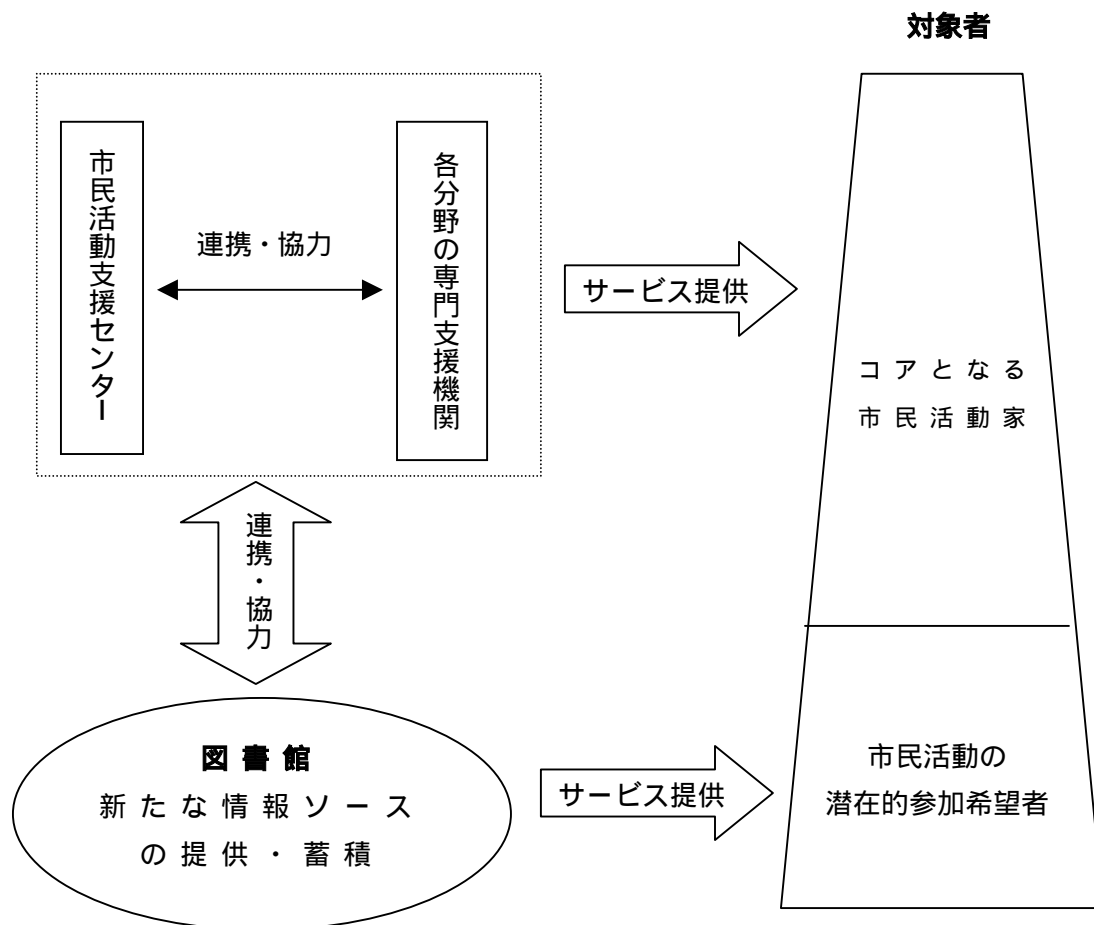 対象者
市民活動支援センター
連携・協力
各分野の専門支援機関
サービス提供
コアとなる
市民活動家
連携・協力
図書館
新たな情報ソース
の提供・蓄積
サービス提供
市民活動の
潜在的参加希望者